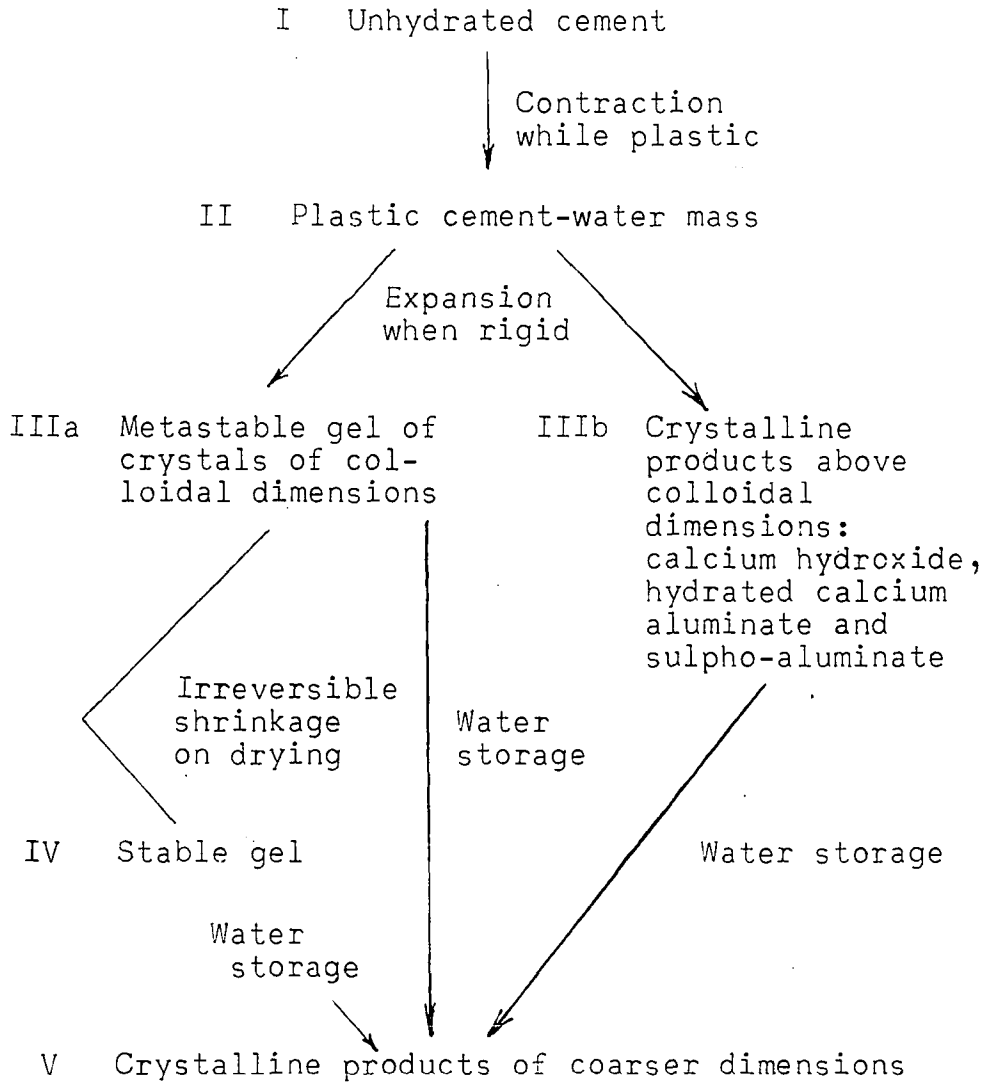 I Unhydrated cement
Contraction
while plastic
II Plastic cement-water mass
Expansion
when rigid
IIIa Metastable gel of
crystals of col-
loidal dimensions
IIIb Crystalline
products above
colloidal
dimensions:
calcium hydroxide,
hydrated calcium
aluminate and
sulpho-aluminate
Irreversible
shrinkage
on drying
Water
storage
IV Stable gel
Water storage
Water
storage
V Crystalline products of coarser dimensions